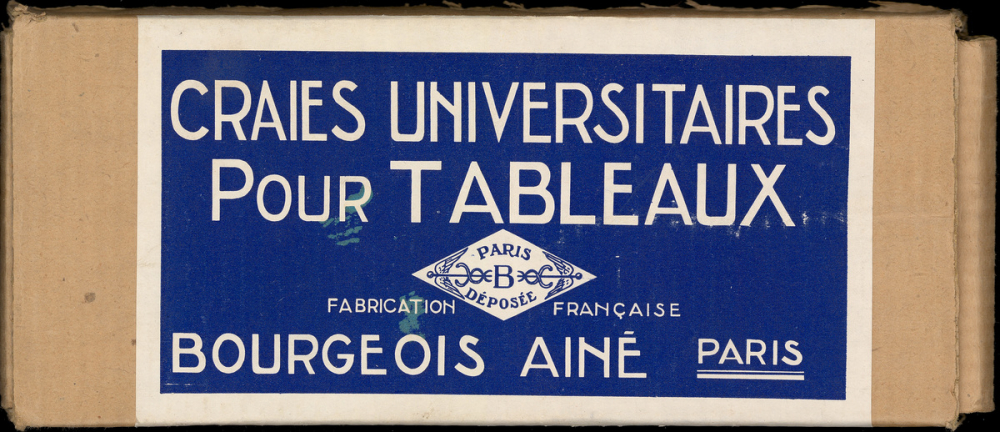 CRAIES UNIVERSITAIRES
POUR TABLEAUX
PARIS
B
DÉPOSÉE
FABRICATION FRANÇAISE
BOURGEOIS AINÉ PARIS